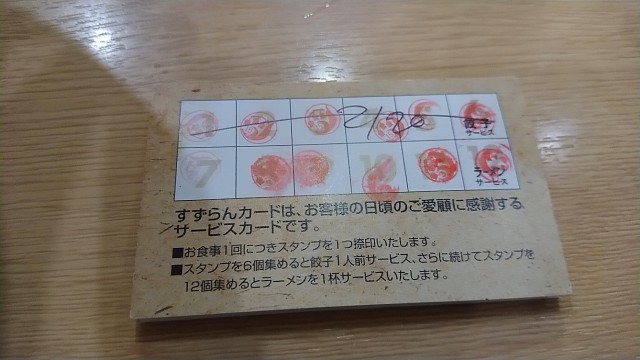 2/20
餃子
サービス
7
ラーメン
サービス
すずらんカードは、お客様の日頃のご愛顧に感謝する
サービスカードです。
■お食事1回につきスタンプを1つ捺印いたします。
■スタンプを6個集めると餃子1人前サービス、さらに続けてスタンプを
12個集めるとラーメンを1杯サービスいたします。